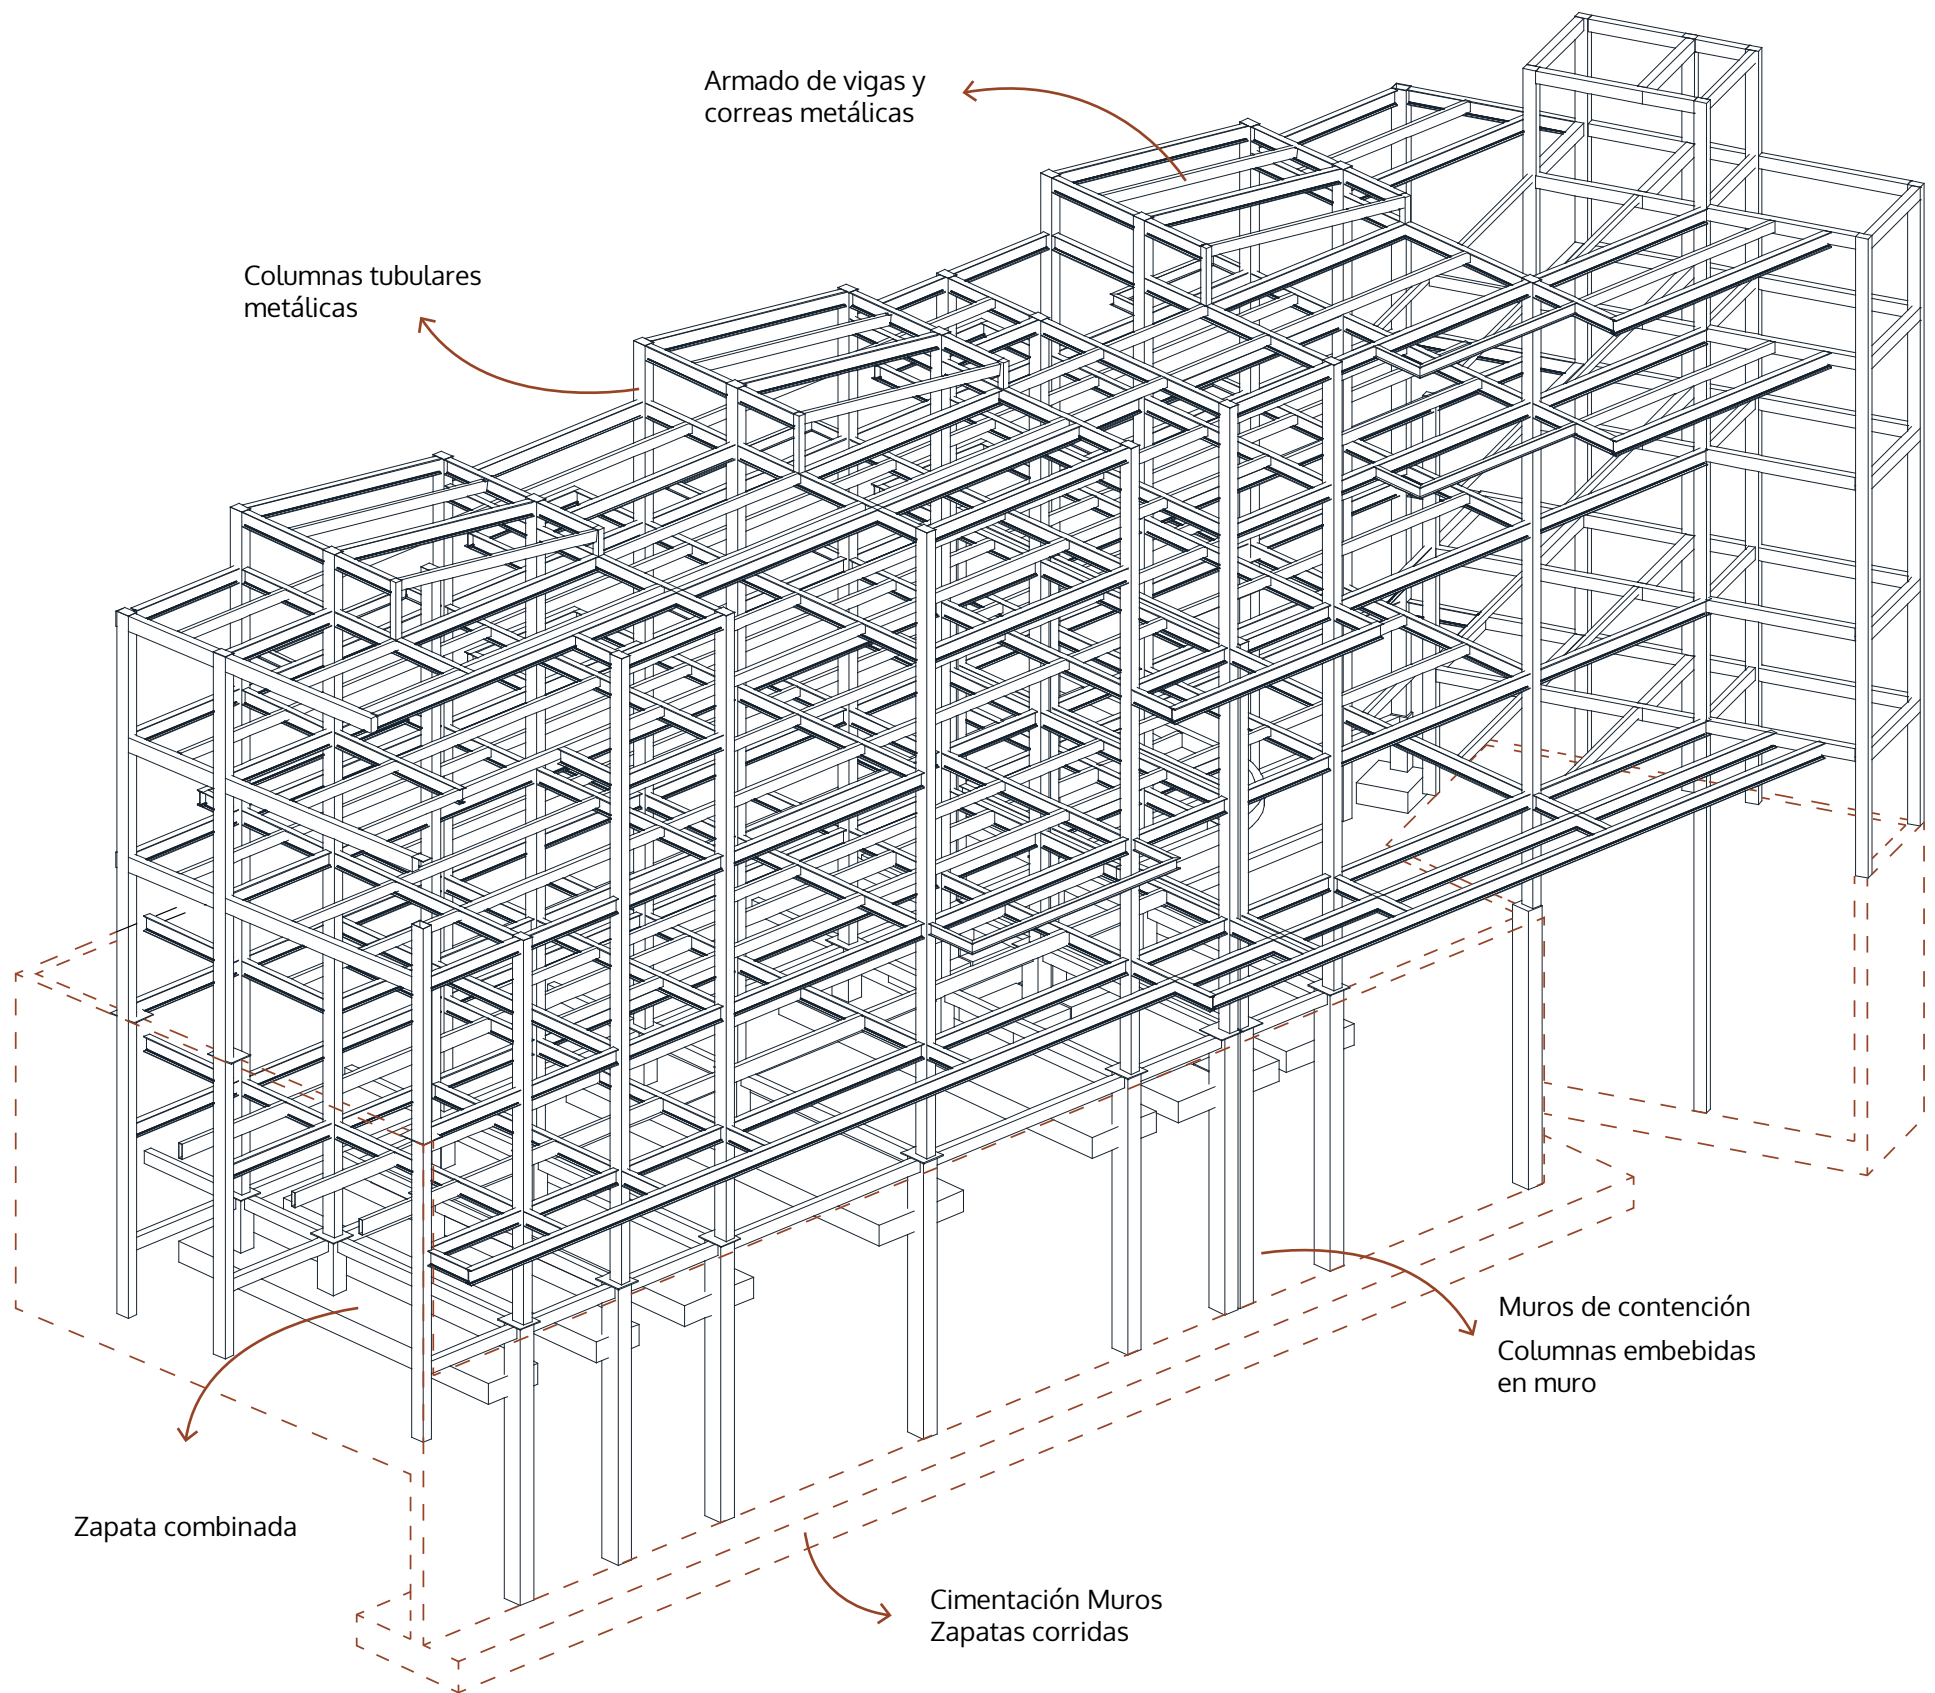 Armado de vigas y
correas metálicas
Columnas tubulares
metálicas
Muros de contención
Columnas embebidas
en muro
Zapata combinada
Cimentación Muros
Zapatas corridas